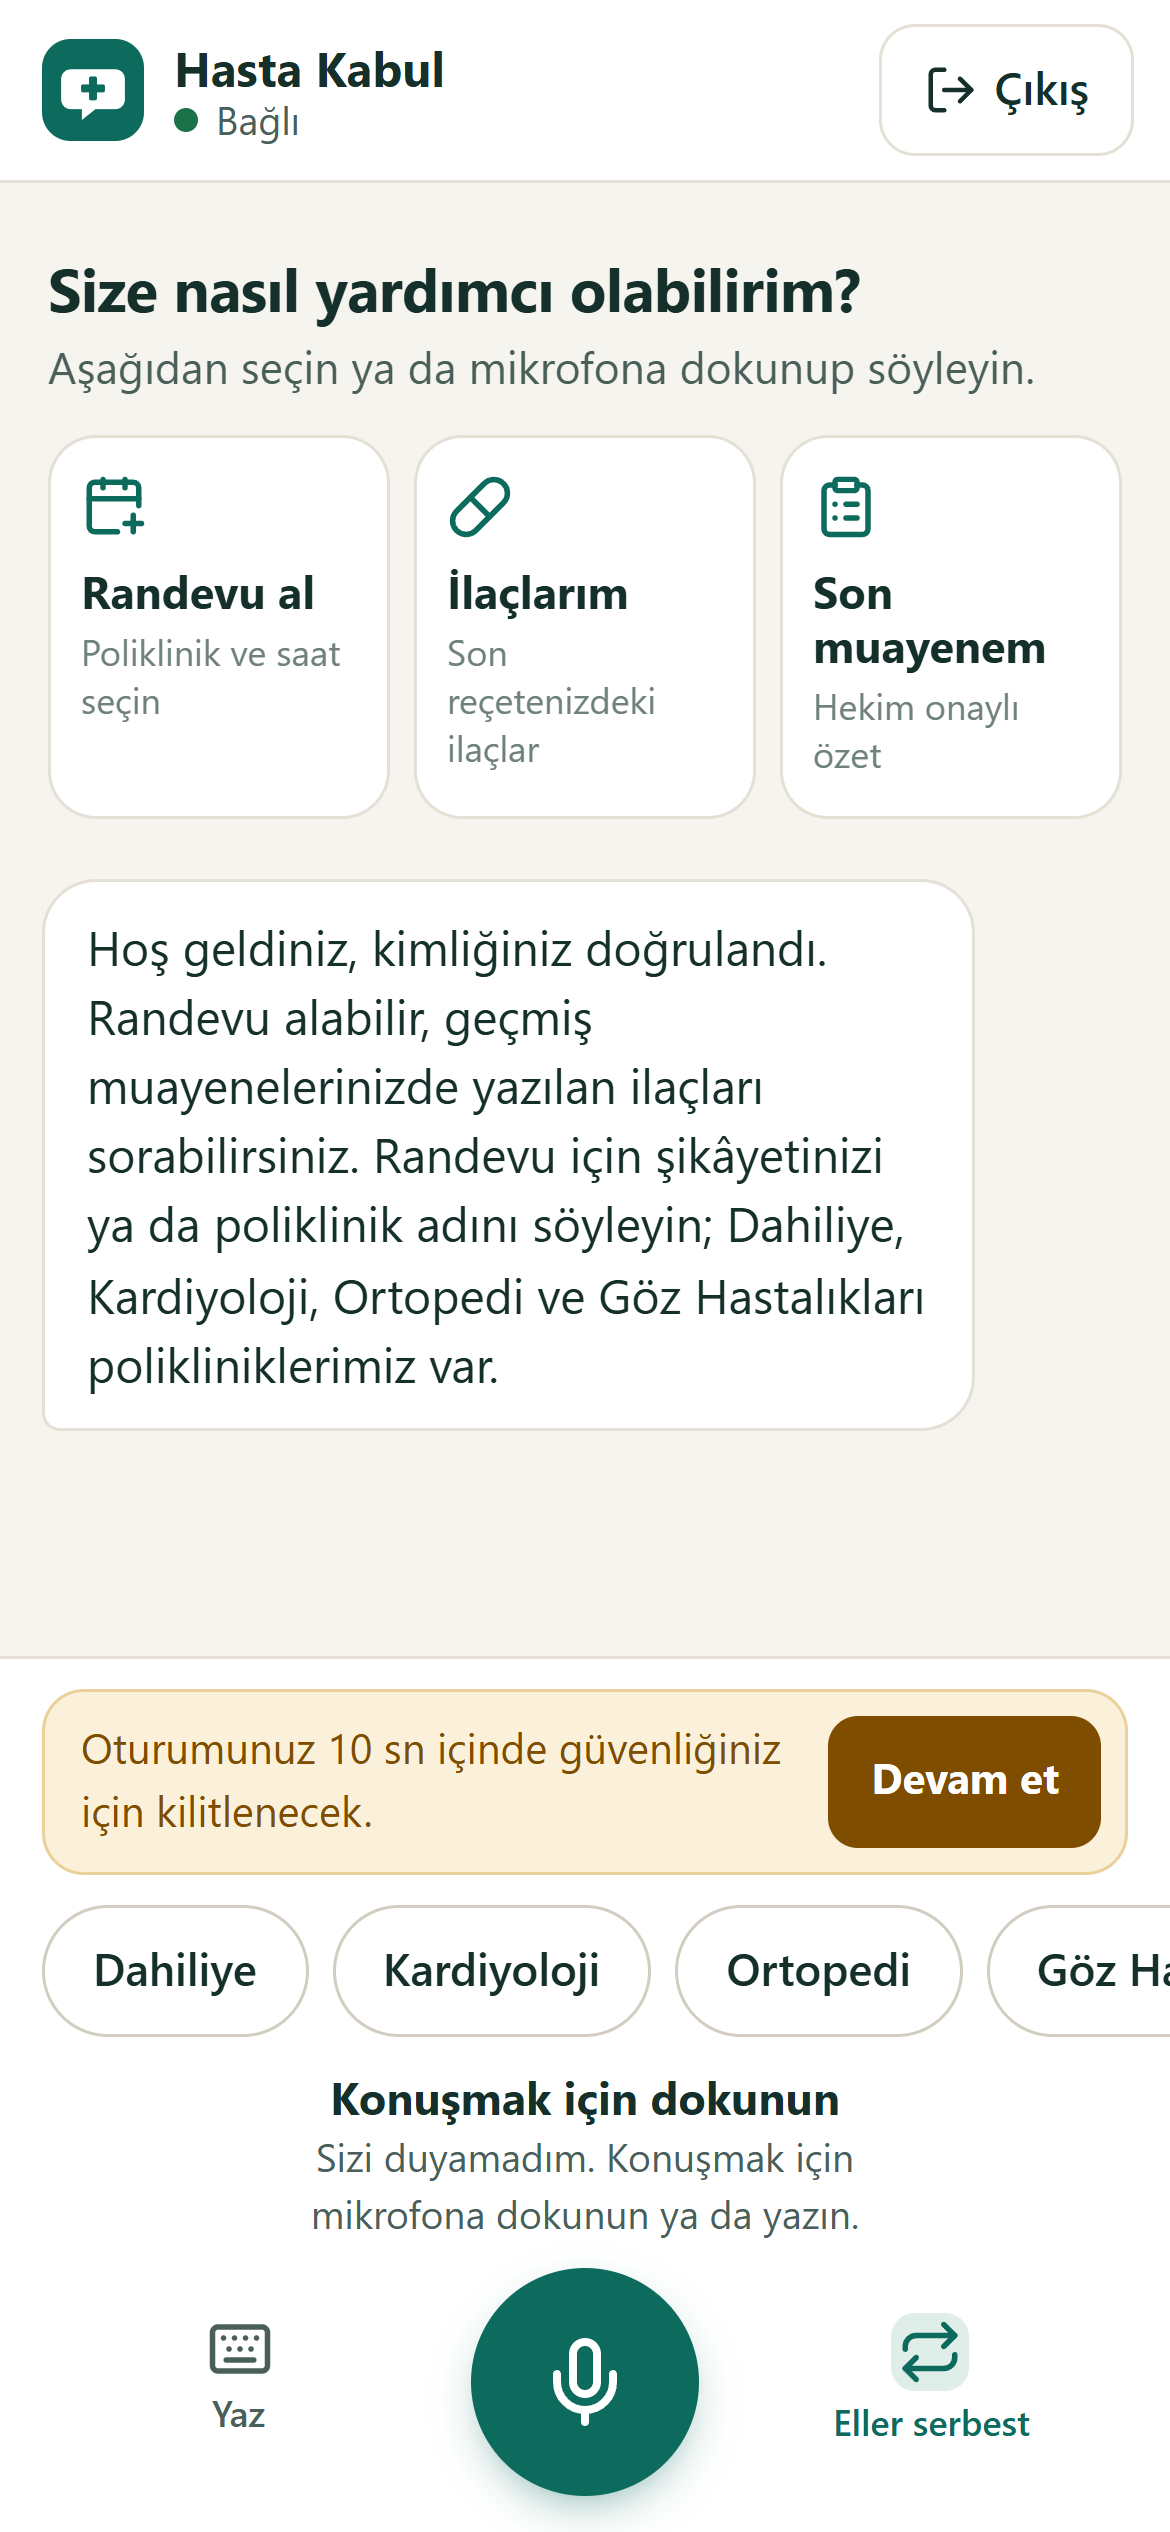 Hasta Kabul
Bağlı
Çıkış
Size nasıl yardımcı olabilirim?
Aşağıdan seçin ya da mikrofona dokunup söyleyin.
Randevu al
Poliklinik ve saat
seçin
İlaçlarım
Son
reçetenizdeki
ilaçlar
Son
muayenem
Hekim onaylı
özet
Hoş geldiniz, kimliğiniz doğrulandı.
Randevu alabilir, geçmiş
muayenelerinizde yazılan ilaçları
sorabilirsiniz. Randevu için şikâyetinizi
ya da poliklinik adını söyleyin; Dahiliye,
Kardiyoloji, Ortopedi ve Göz Hastalıkları
polikliniklerimiz var.
Oturumunuz 10 sn içinde güvenliğiniz
için kilitlenecek.
Devam et
Dahiliye
Kardiyoloji
Ortopedi
Göz Ha
Konuşmak için dokunun
Sizi duyamadım. Konuşmak için
mikrofona dokunun ya da yazın.
Yaz
Eller serbest